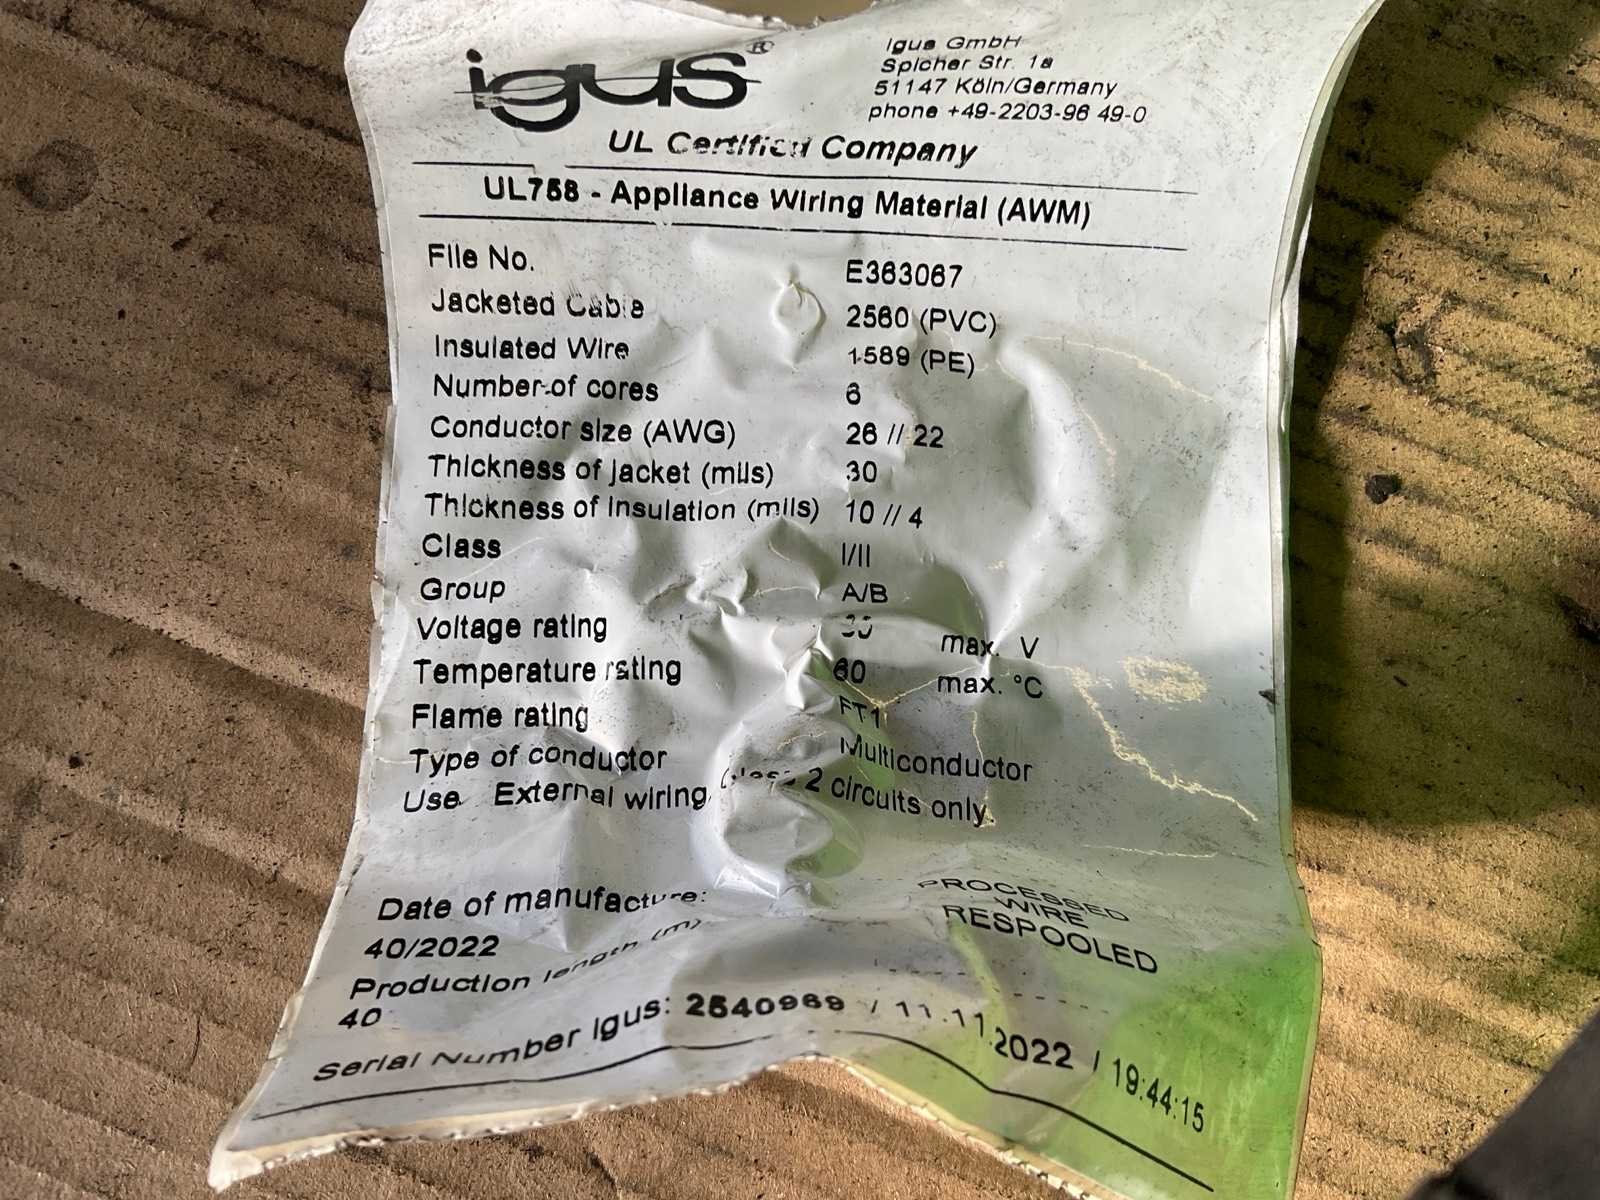 igus®
igus GmbH
Spicher Str. 1a
51147 Köln/Germany
phone +49-2203-96 49-0
UL Certified Company
UL758 - Appliance Wiring Material (AWM)
File No. E363067
Jacketed Cable 2560 (PVC)
Insulated Wire 1589 (PE)
Number of cores 6
Conductor size (AWG) 26 // 22
Thickness of jacket (mils) 30
Thickness of insulation (mils) 10 // 4
Class I/II
Group A/B
Voltage rating max. V
Temperature rating 60 max. °C
Flame rating FT1
Type of conductor Multiconductor
Use External wiring, Class 2 circuits only.
Date of manufacture:
40/2022
Production length (m)
40
PROCESSED
WIRE
RESPOOLED
Serial Number igus: 2540969 / 11.11.2022 / 19:44:15